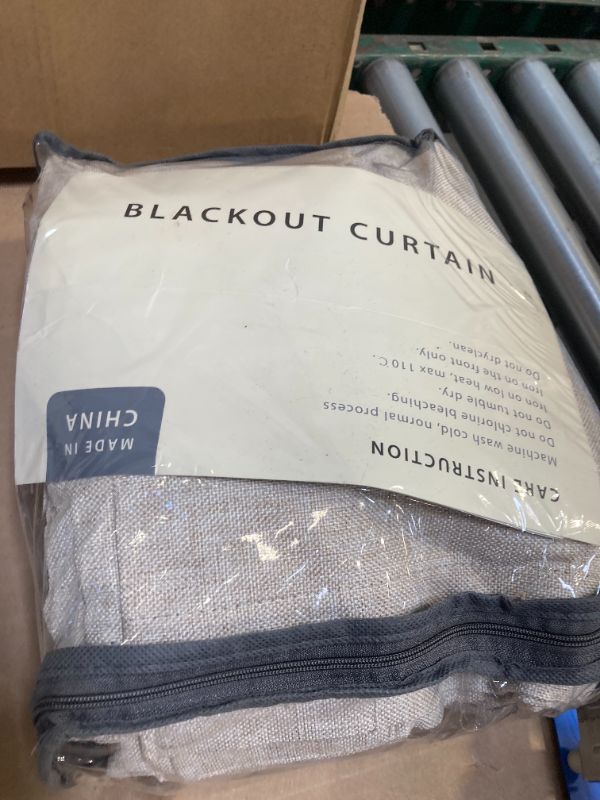 BLACKOUT CURTAIN
CARE INSTRUCTION
Machine wash cold, normal process
Do not chlorine bleaching.
Do not tumble dry.
Iron on low heat, max 110℃.
Iron on the front only.
Do not dryclean.
MADE IN
CHINA